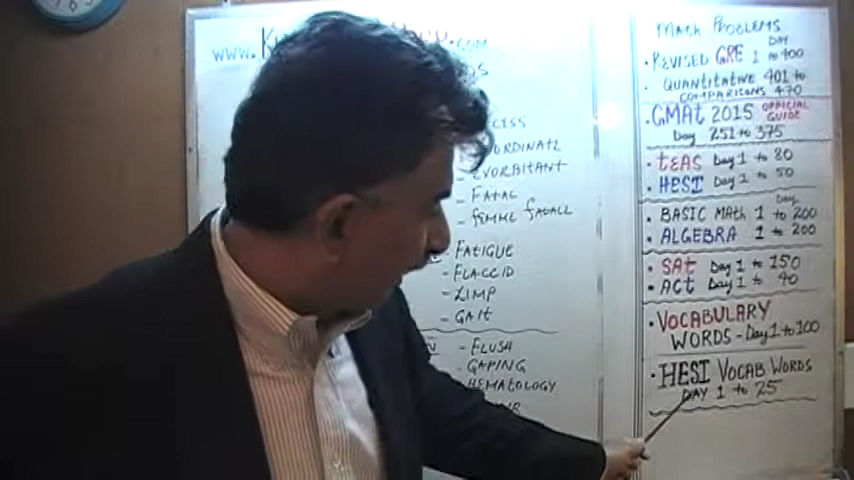 www.
.com
ORDINATE
EXORBITANT
- FATAL
- FEMME FATALL
- FATIGUE
- FLACCID
- LIMP
- GAIT
- FLUSH
- GAPING
HEMATOLOGY
MATH PROBLEMS
DAY
• REVISED GRE 1 to 400
• QUANTITATIVE 401 to
COMPARISONS 470
• GMAT 2015 OFFICIAL GUIDE
Day 251 to 375
• TEAS DAY 1 to 80
• HESI DAY 1 to 50
DAY
• BASIC MATH 1 to 200
• ALGEBRA 1 to 200
• SAT Day 1 to 150
• ACT Day 1 to 40
• VOCABULARY
WORDS - Day 1 to 100
• HESI VOCAB WORDS
DAY 1 to 25